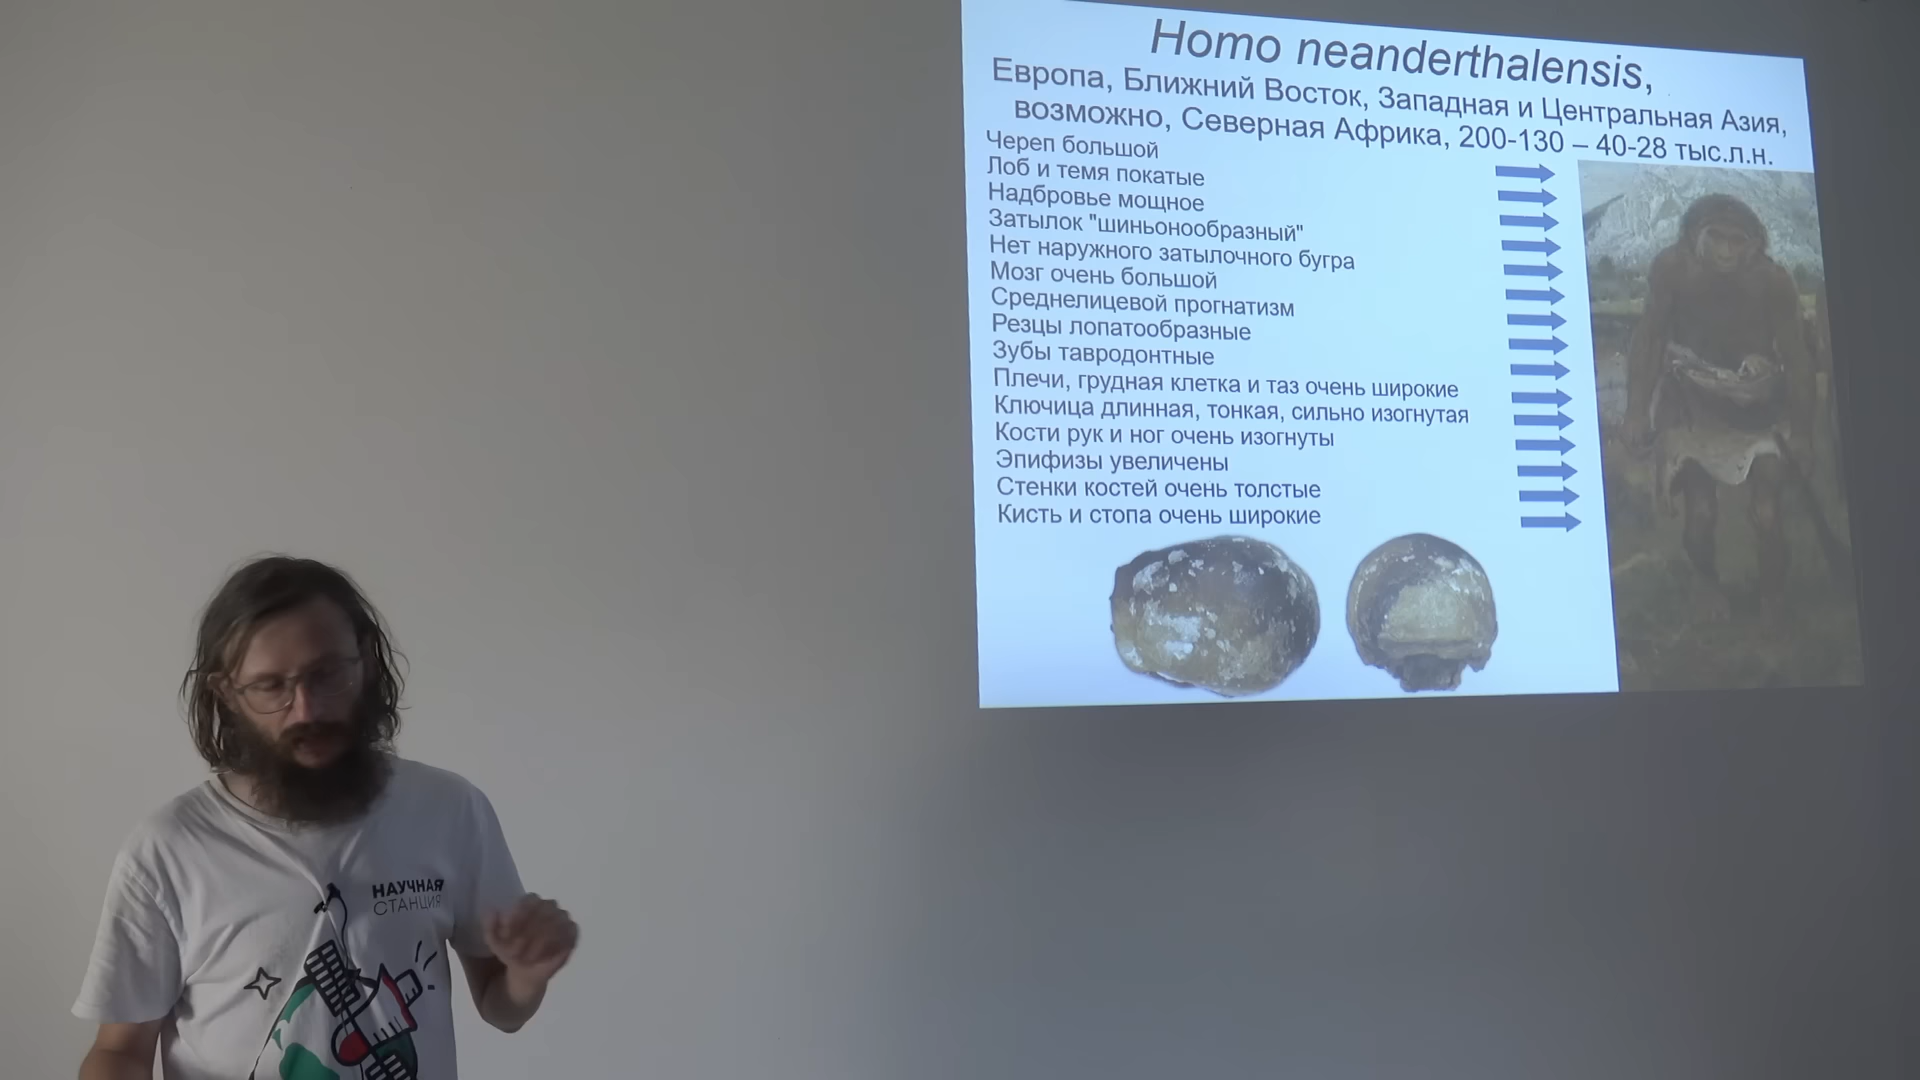 Homo neanderthalensis,
Европа, Ближний Восток, Западная и Центральная Азия,
возможно, Северная Африка, 200-130 – 40-28 тыс.л.н.
Череп большой
Лоб и темя покатые
Надбровье мощное
Затылок "шиньонообразный"
Нет наружного затылочного бугра
Мозг очень большой
Среднелицевой прогнатизм
Резцы лопатообразные
Зубы тавродонтные
Плечи, грудная клетка и таз очень широкие
Ключица длинная, тонкая, сильно изогнутая
Кости рук и ног очень изогнуты
Эпифизы увеличены
Стенки костей очень толстые
Кисть и стопа очень широкие
НАУЧНАЯ
СТАНЦИЯ